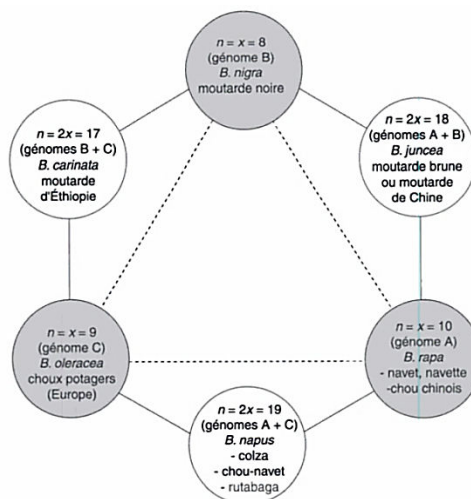 n = x = 8
(génome B)
B. nigra
moutarde noire
n = 2x = 17
(génomes B + C)
B. carinata
moutarde
d'Éthiopie
n = 2x = 18
(génomes A + B)
B. juncea
moutarde brune
ou moutarde
de Chine
n = x = 9
(génome C)
B. oleracea
choux potagers
(Europe)
n = x = 10
(génome A)
B. rapa
- navet, navette
-chou chinois
n = 2x = 19
(génomes A + C)
B. napus
- colza
- chou-navet
- rutabaga